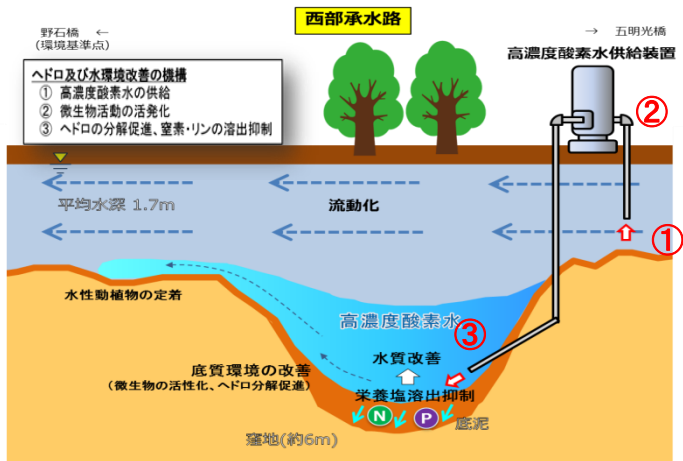 西部承水路
野石橋 ←
(環境基準点)
→ 五明光橋
高濃度酸素水供給装置
ヘドロ及び水環境改善の機構
① 高濃度酸素水の供給
② 微生物活動の活発化
③ ヘドロの分解促進、窒素・リンの溶出抑制
②
平均水深 1.7m
流動化
①
水性動植物の定着
高濃度酸素水
③
水質改善
底質環境の改善
(微生物の活性化、ヘドロ分解促進)
栄養塩溶出抑制
N
P
底泥
窪地(約6m)